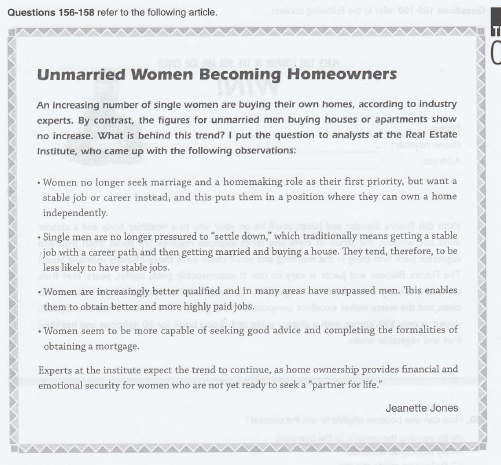 Questions 156-158 refer to the following article.
Unmarried Women Becoming Homeowners
An increasing number of single women are buying their own homes, according to industry
experts. By contrast, the figures for unmarried men buying houses or apartments show
no increase. What is behind this trend? I put the question to analysts at the Real Estate
Institute, who came up with the following observations:
• Women no longer seek marriage and a homemaking role as their first priority, but want a
stable job or career instead, and this puts them in a position where they can own a home
independently.
• Single men are no longer pressured to “settle down,” which traditionally means getting a stable
job with a career path and then getting married and buying a house. They tend, therefore, to be
less likely to have stable jobs.
• Women are increasingly better qualified and in many areas have surpassed men. This enables
them to obtain better and more highly paid jobs.
• Women seem to be more capable of seeking good advice and completing the formalities of
obtaining a mortgage.
Experts at the institute expect the trend to continue, as home ownership provides financial and
emotional security for women who are not yet ready to seek a “partner for life.”
Jeanette Jones